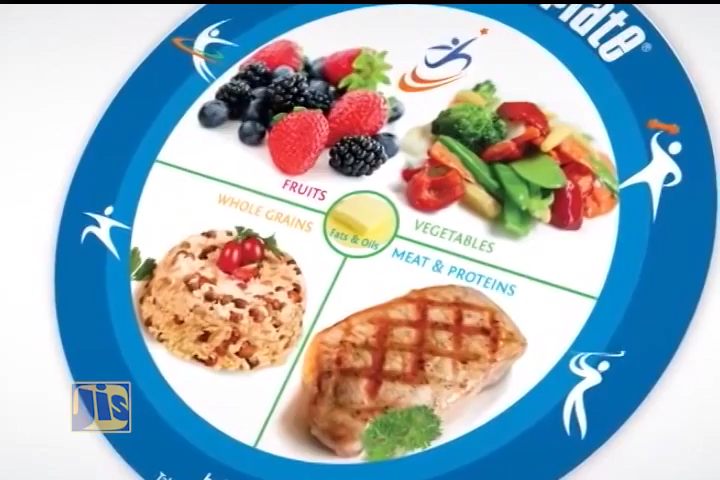 Plate®
FRUITS
WHOLE GRAINS
VEGETABLES
Fats & Oils
MEAT & PROTEINS
JIS